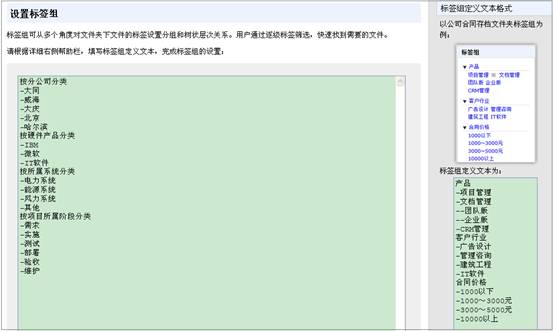 设置标签组
标签组可从多个角度对文件夹下文件的标签设置分组和树状层次关系。用户通过逐级标签筛选，快速找到需要的文件。
请根据详细右侧帮助栏，填写标签组定义文本，完成标签组的设置：
按分公司分类
-大同
-威海
-大庆
-北京
-哈尔滨
按硬件产品分类
-IBM
-微软
-IT软件
按所属系统分类
-电力系统
-能源系统
-风力系统
-其他
按项目所属阶段分类
-需求
-实施
-测试
-部署
-验收
-维护
标签组定义文本格式
以公司合同存档文件夹标签组为
例：
标签组
产品
项目管理 文档管理
团队版 企业版
CRM管理
客户行业
广告设计 管理咨询
建筑工程 IT软件
合同价格
1000以下
1000～3000元
3000～5000元
10000以上
标签组定义文本为：
产品
-项目管理
-文档管理
--团队版
--企业版
-CRM管理
客户行业
-广告设计
-管理咨询
-建筑工程
-IT软件
合同价格
-1000以下
-1000～3000元
-3000～5000元
-10000以上